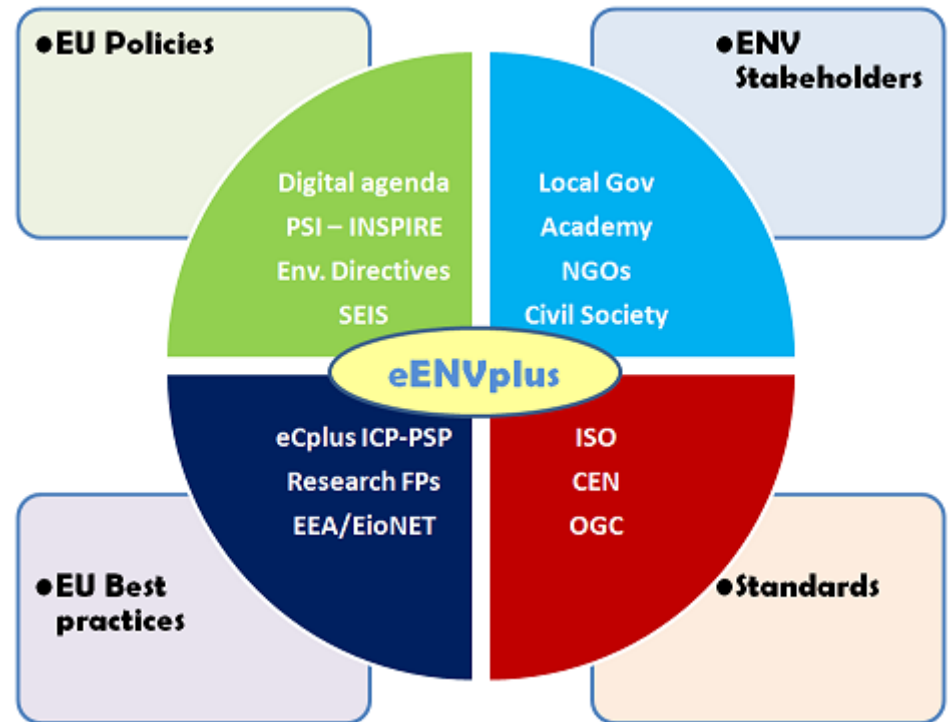 ●EU Policies
●ENV
Stakeholders
Digital agenda
PSI – INSPIRE
Env. Directives
SEIS
Local Gov
Academy
NGOs
Civil Society
eENVplus
eCplus ICP-PSP
Research FPs
EEA/EioNET
ISO
CEN
OGC
●EU Best
practices
●Standards